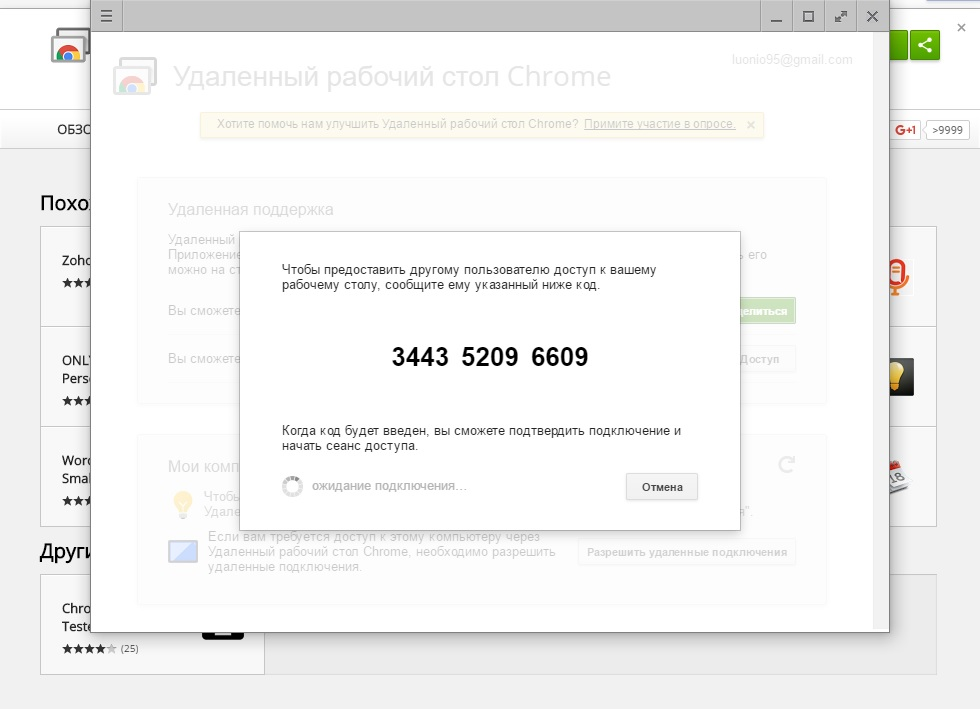 luonio95@gmail.com
Удаленный рабочий стол Chrome
Хотите помочь нам улучшить Удаленный рабочий стол Chrome? Примите участие в опросе.
ОБЗО
G+1 >9999
Похо
Удаленная поддержка
Удаленный
Приложение ь его
можно на ст
Zoho
Чтобы предоставить другому пользователю доступ к вашему
рабочему столу, сообщите ему указанный ниже код.
Вы сможете делиться
3443 5209 6609
Вы сможете Доступ
ONL
Perso
Когда код будет введен, вы сможете подтвердить подключение и
начать сеанс доступа.
Мои комп
Word
Smal
ожидание подключения...
Отмена
18
Чтобы
Удале я".
Если вам требуется доступ к этому компьютеру через
Удаленный рабочий стол Chrome, необходимо разрешить
удаленные подключения.
Разрешить удаленные подключения
Други
Chro
Teste
(25)